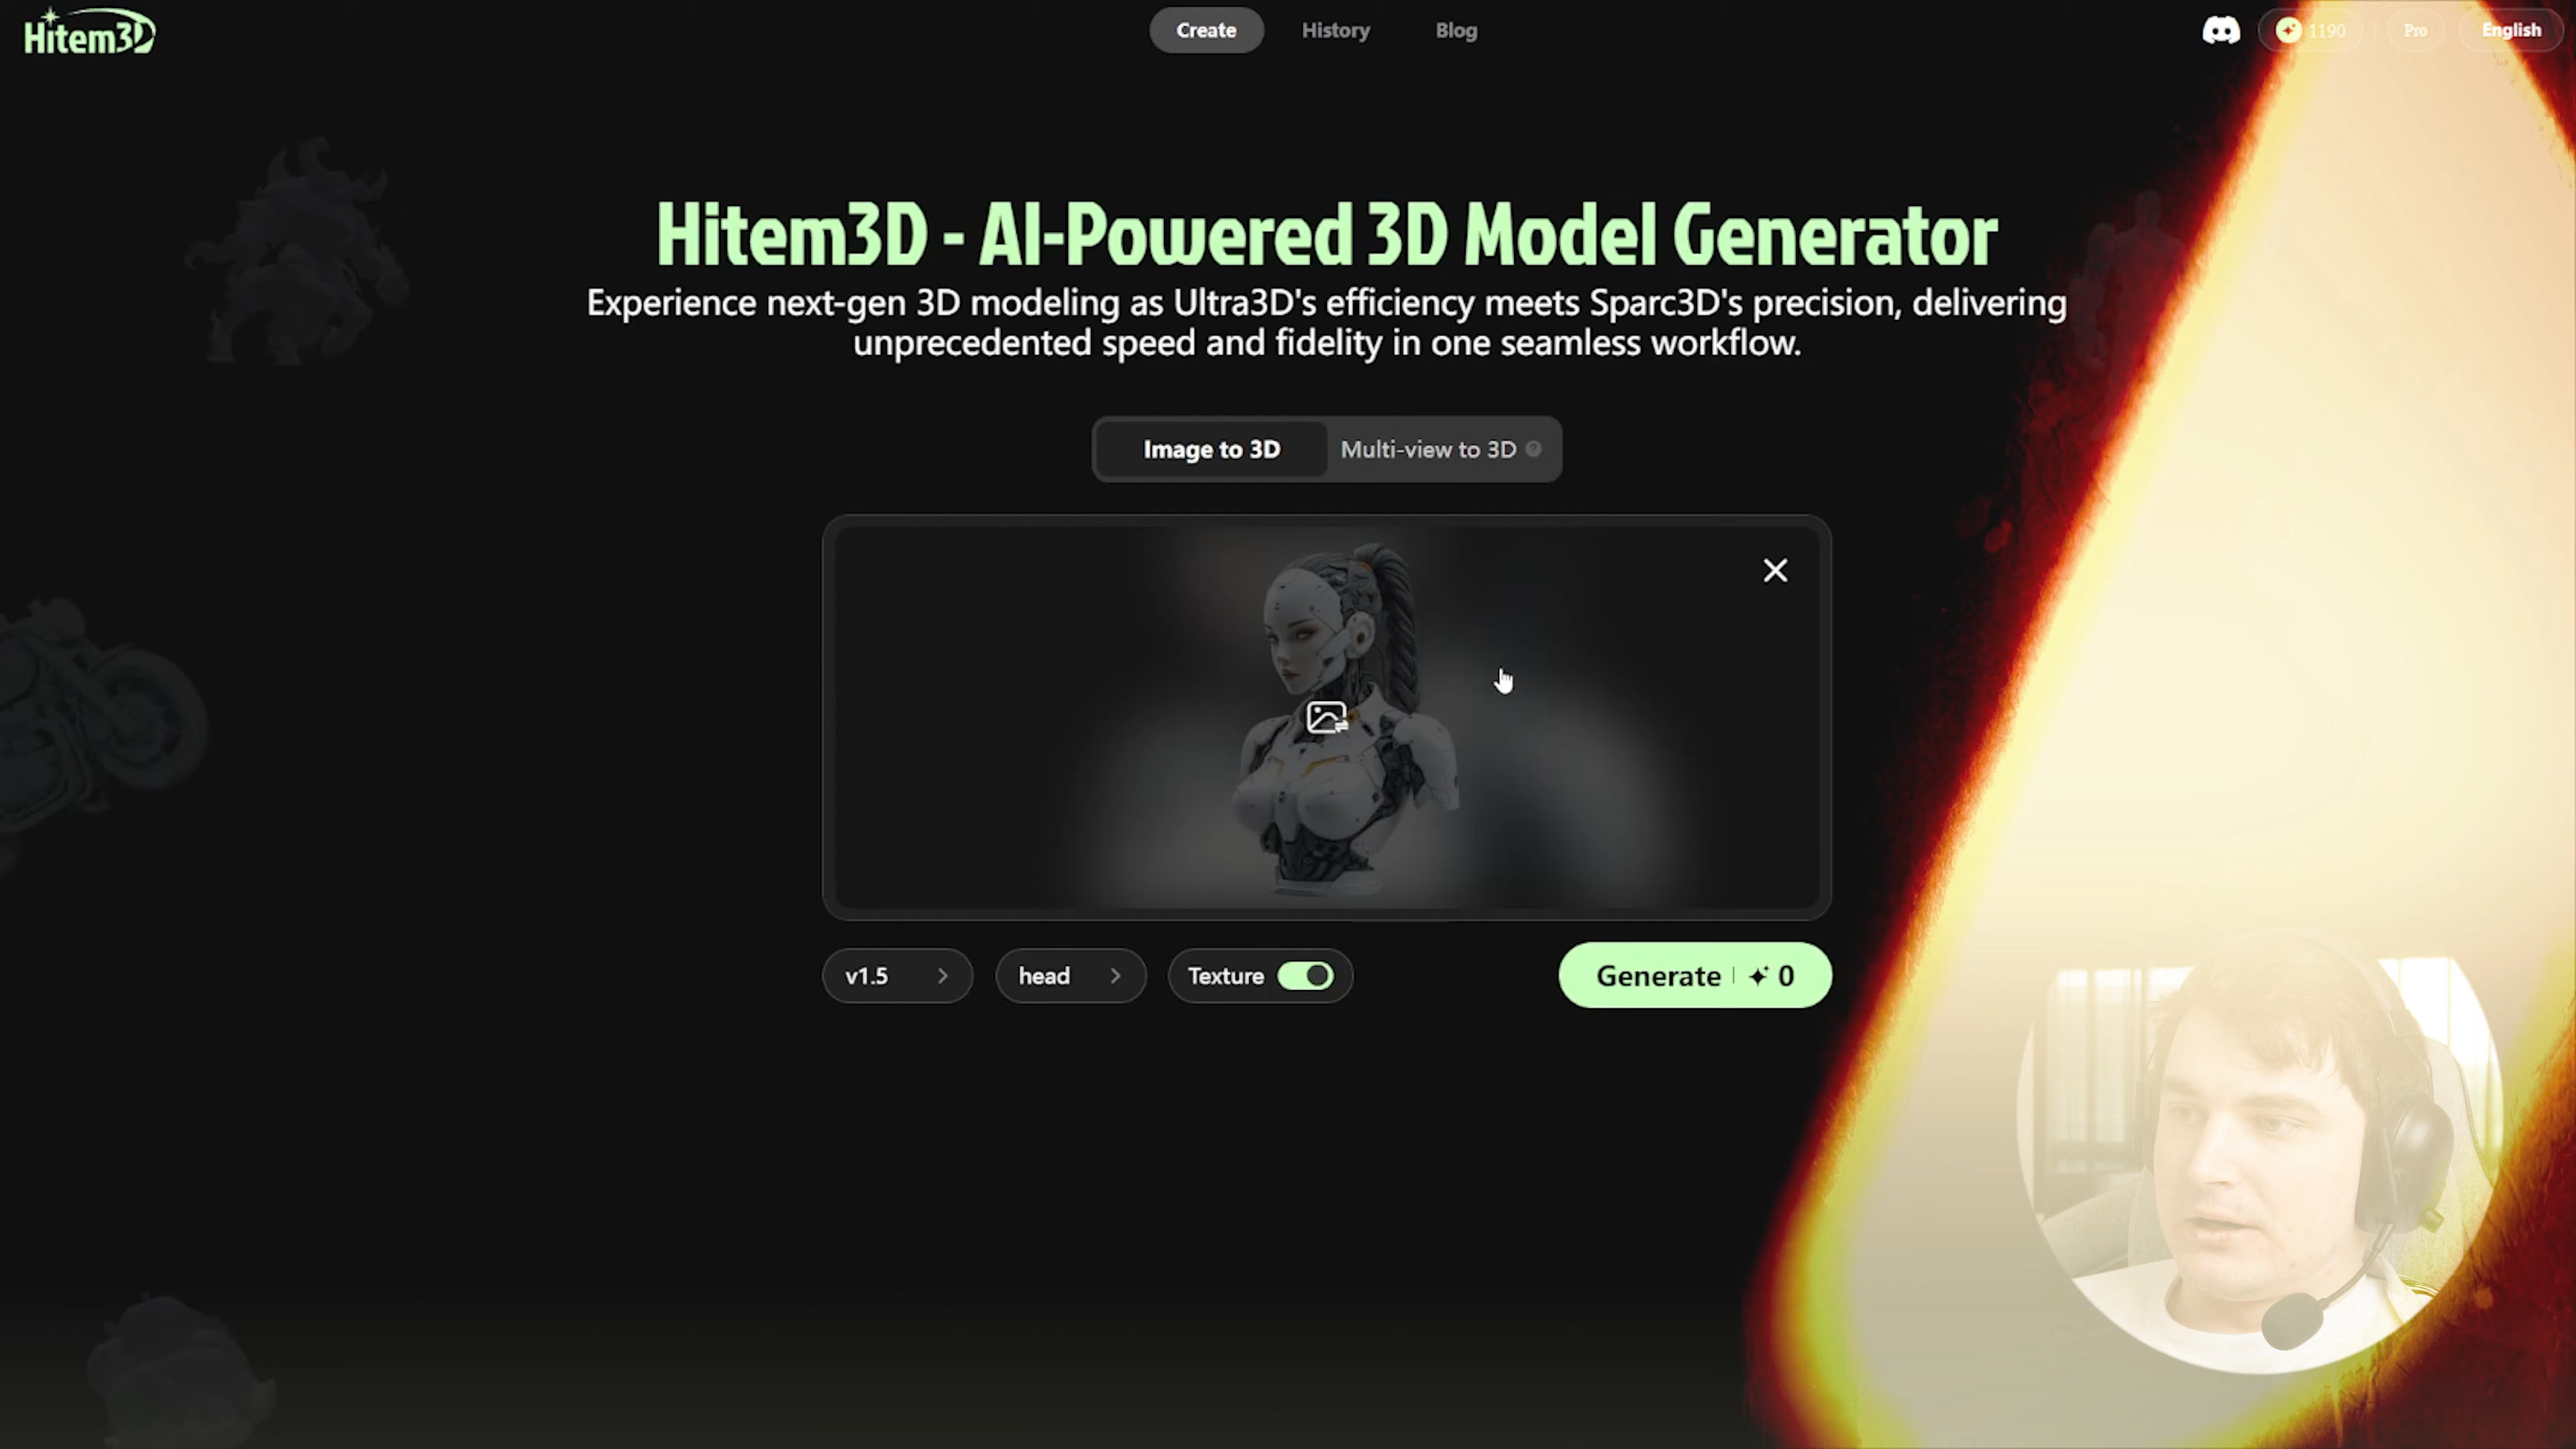 Hitem3D
Create
History
Blog
1190
Pro
English
Hitem3D - AI-Powered 3D Model Generator
Experience next-gen 3D modeling as Ultra3D's efficiency meets Sparc3D's precision, delivering
unprecedented speed and fidelity in one seamless workflow.
Image to 3D
Multi-view to 3D ?
v1.5
head
Texture
Generate | 0